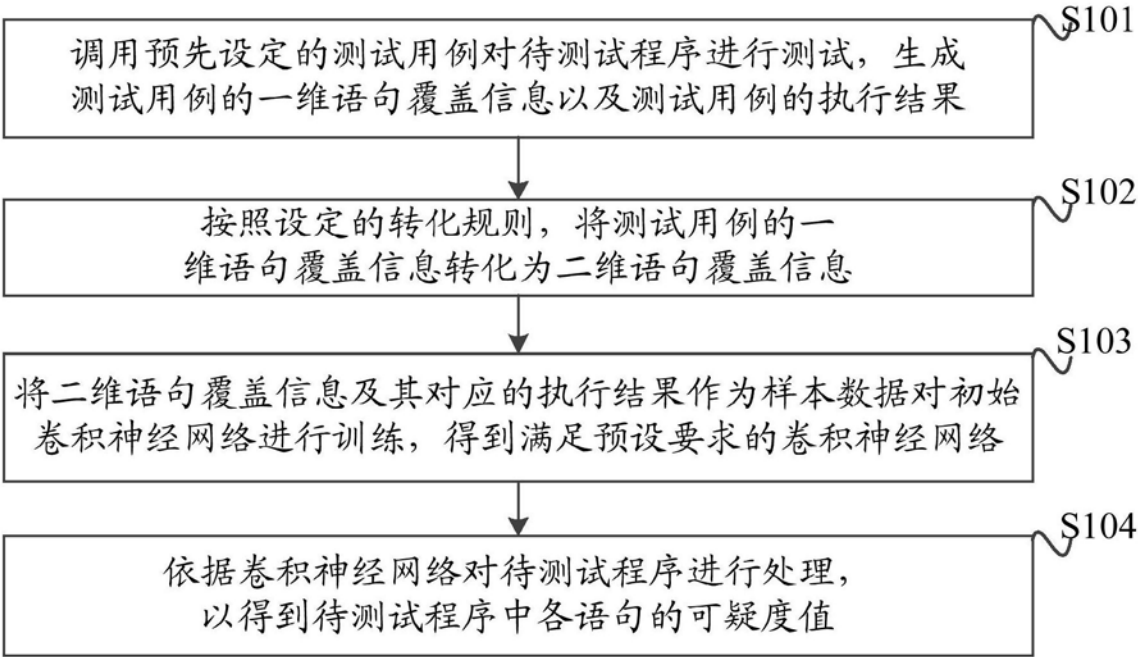 S101
调用预先设定的测试用例对待测试程序进行测试，生成
测试用例的一维语句覆盖信息以及测试用例的执行结果
S102
按照设定的转化规则，将测试用例的一
维语句覆盖信息转化为二维语句覆盖信息
S103
将二维语句覆盖信息及其对应的执行结果作为样本数据对初始
卷积神经网络进行训练，得到满足预设要求的卷积神经网络
S104
依据卷积神经网络对待测试程序进行处理，
以得到待测试程序中各语句的可疑度值